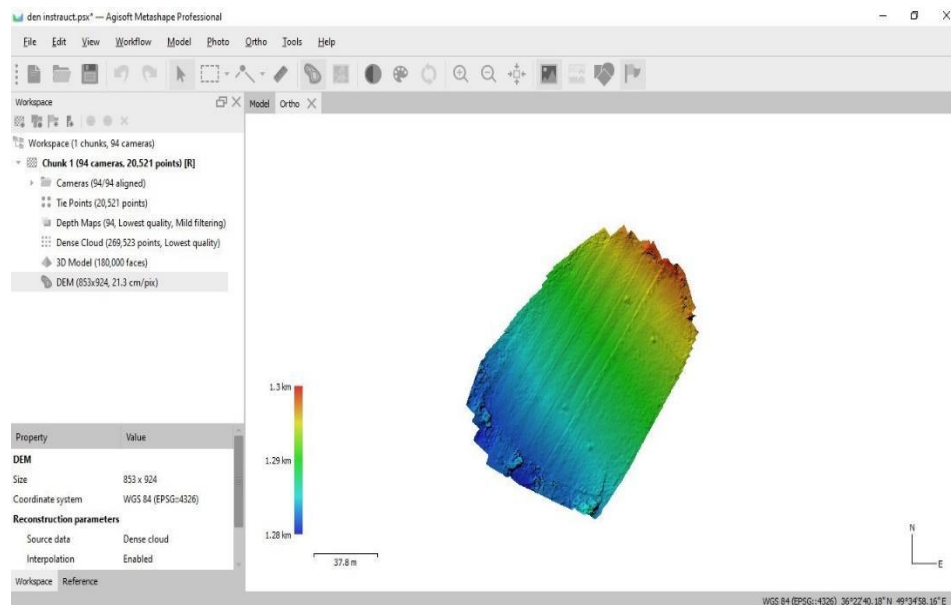 den instrauct.psx* — Agisoft Metashape Professional
File Edit View Workflow Model Photo Ortho Tools Help
Workspace
Model Ortho
Workspace (1 chunks, 94 cameras)
Chunk 1 (94 cameras, 20,521 points) [R]
Cameras (94/94 aligned)
Tie Points (20,521 points)
Depth Maps (94, Lowest quality, Mild filtering)
Dense Cloud (269,523 points, Lowest quality)
3D Model (180,000 faces)
DEM (853x924, 21.3 cm/pix)
1.3 km
1.29 km
1.28 km
37.8 m
N
E
Property Value
DEM
Size 853 x 924
Coordinate system WGS 84 (EPSG::4326)
Reconstruction parameters
Source data Dense cloud
Interpolation Enabled
Workspace Reference
WGS 84 (EPSG::4326) 36°22'40.18" N 49°34'58.16" E